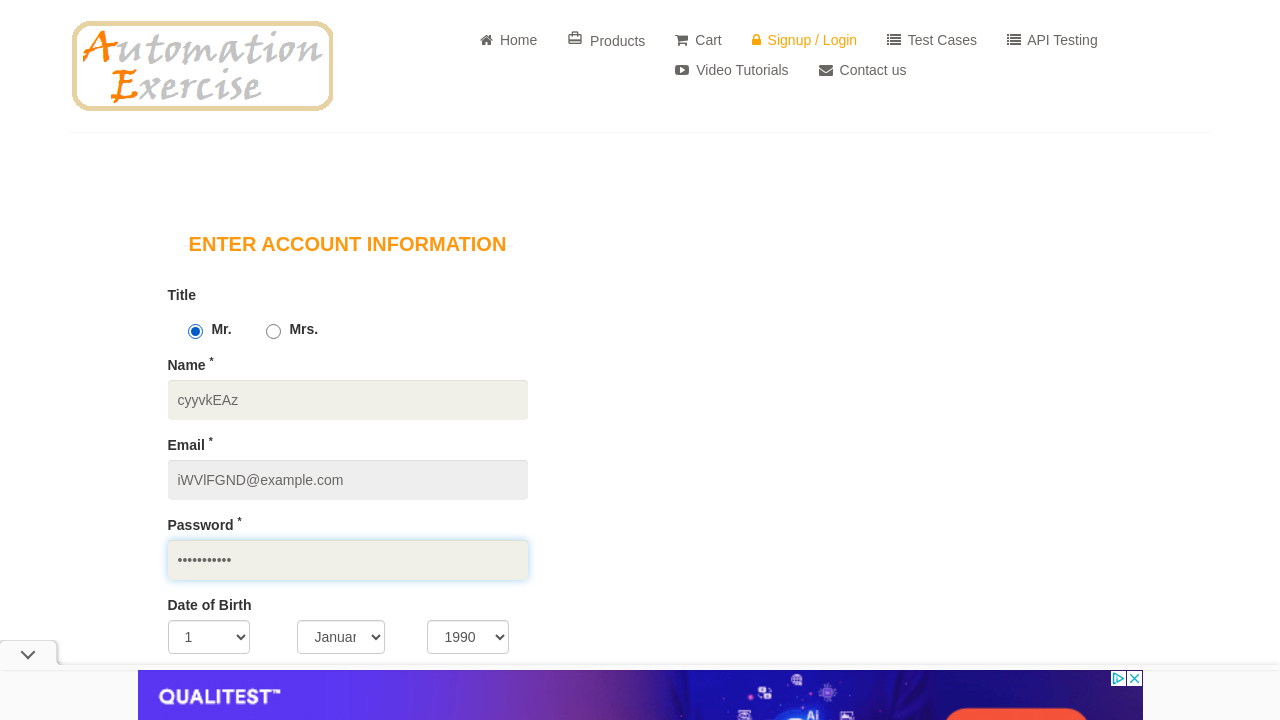 Automation
Exercise
Home
Products
Cart
Signup / Login
Test Cases
API Testing
Video Tutorials
Contact us
ENTER ACCOUNT INFORMATION
Title
Mr.
Mrs.
Name *
cyyvkEAz
Email *
iWVlFGND@example.com
Password *
•••••••••••
Date of Birth
1
Januar
1990
QUALITEST™
AI